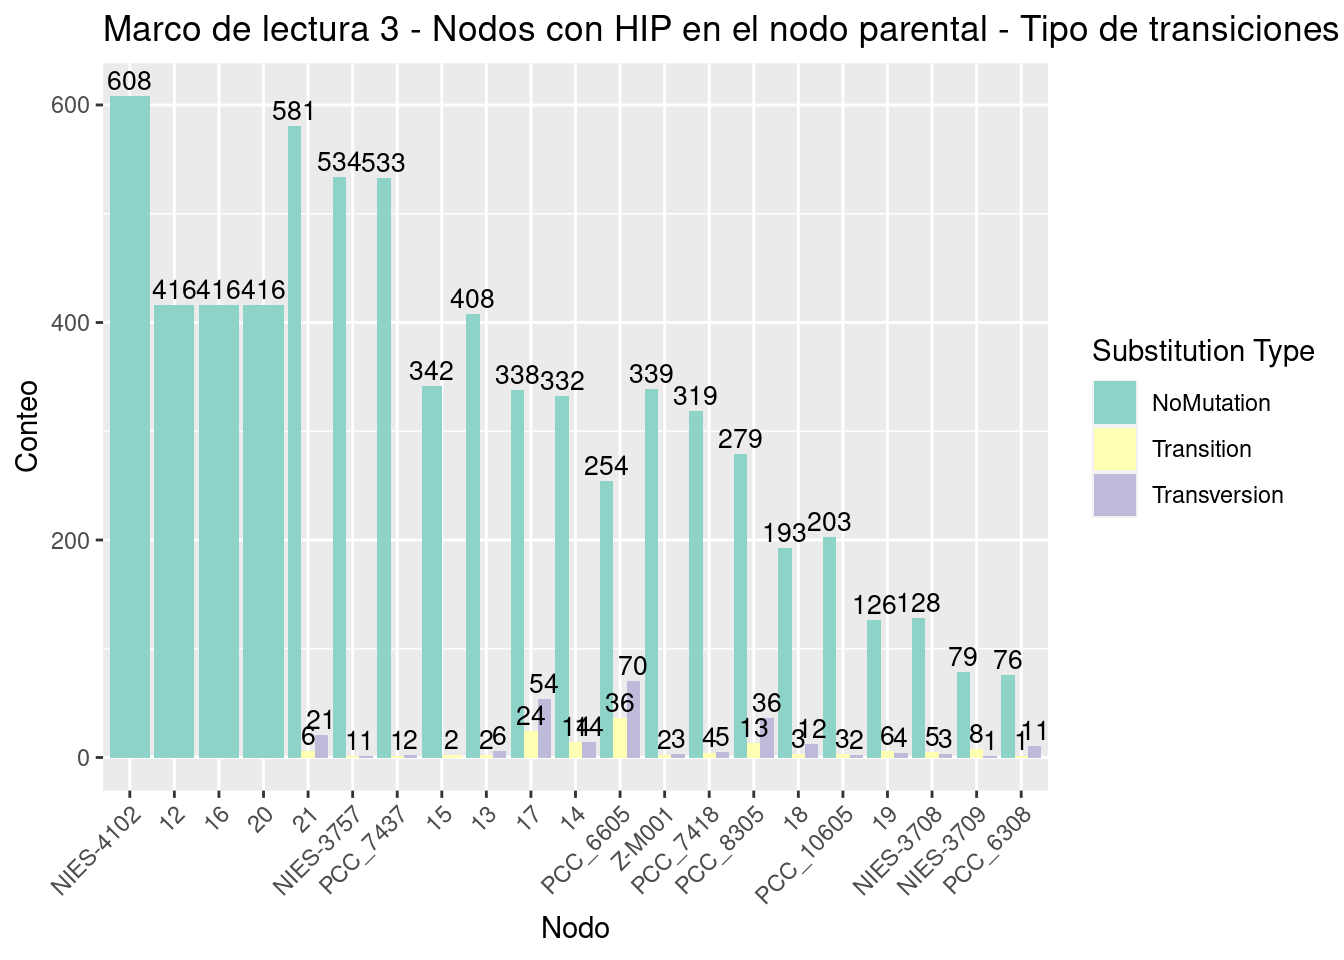 Marco de lectura 3 - Nodos con HIP en el nodo parental - Tipo de transiciones
608
581
534 533
416 416 416
408
342
338 332
339
319
279
254
193 203
126 128
79 76
6 21
1 1
1 2
2
2 6
24 54
14 14
36 70
2 3
4 5
13 36
3 12
3 2
6 4
5 3
8 1
1 11
600
400
200
0
Conteo
NIES-4102
12
16
20
21
NIES-3757
PCC_7437
15
13
17
14
PCC_6605
Z-M001
PCC_7418
PCC_8305
18
PCC_10605
19
NIES-3708
NIES-3709
PCC_6308
Nodo
Substitution Type
NoMutation
Transition
Transversion